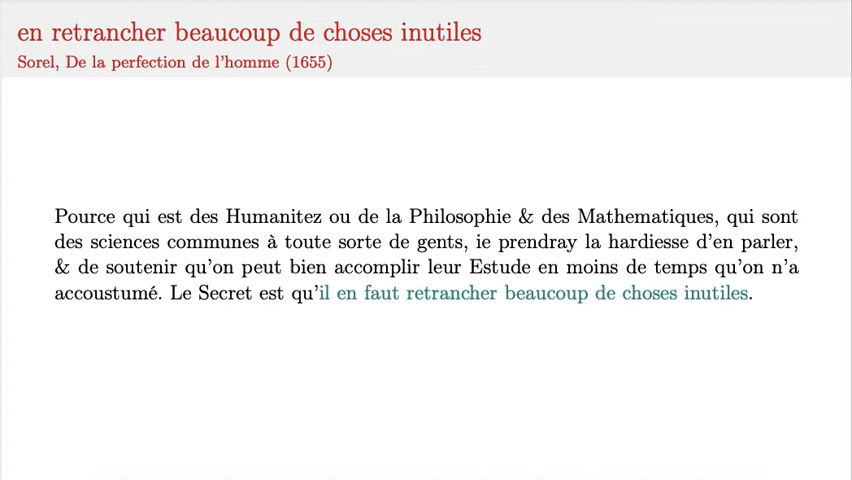 en retrancher beaucoup de choses inutiles
Sorel, De la perfection de l'homme (1655)
Pource qui est des Humanitez ou de la Philosophie & des Mathematiques, qui sont
des sciences communes à toute sorte de gents, ie prendray la hardiesse d'en parler,
& de soutenir qu'on peut bien accomplir leur Estude en moins de temps qu'on n'a
accoustumé. Le Secret est qu'il en faut retrancher beaucoup de choses inutiles.